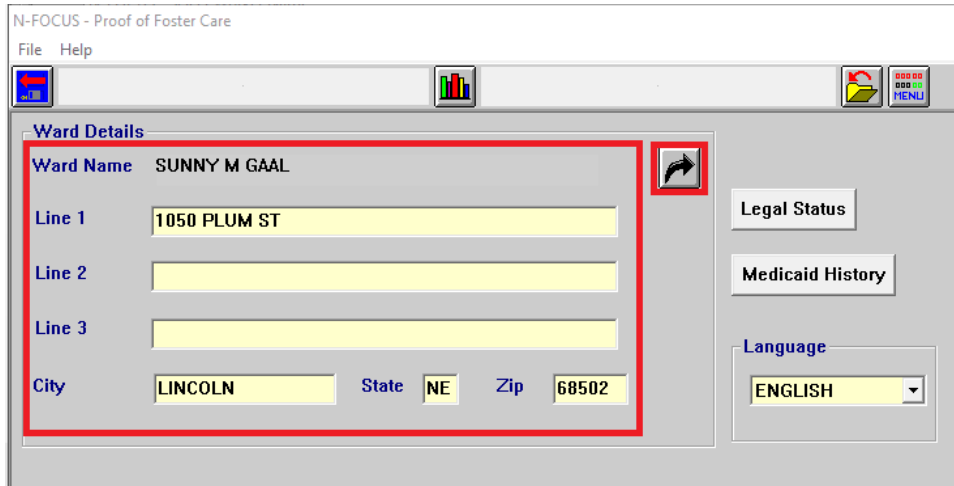 N-FOCUS - Proof of Foster Care
File Help
MENU
Ward Details
Ward Name SUNNY M GAAL
Line 1 1050 PLUM ST
Legal Status
Line 2
Medicaid History
Line 3
Language
City LINCOLN State NE Zip 68502
ENGLISH